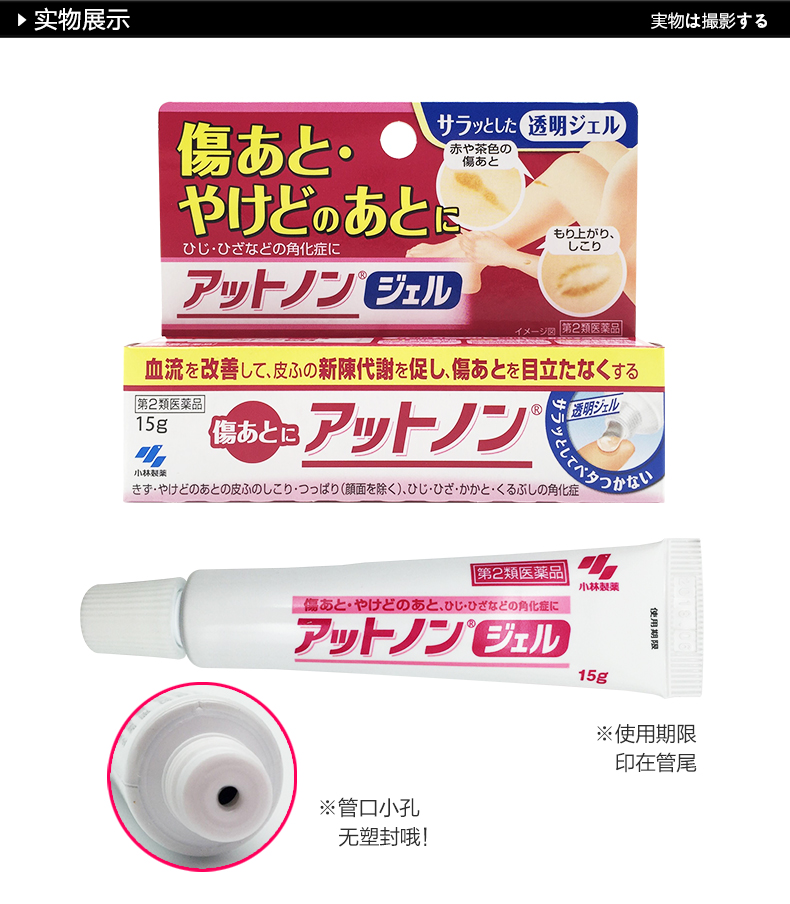 实物展示
実物は撮影する
サラッとした 透明ジェル
傷あと・
やけどのあとに
赤や茶色の
傷あと
もり上がり、
しこり
ひじ・ひざなどの角化症に
アットノン® ジェル
イメージ図 第2類医薬品
血流を改善して、皮ふの新陳代謝を促し、傷あとを目立たなくする
第2類医薬品
15g
小林製薬
傷あとに アットノン®
透明ジェル
サラッとしてベタつかない
きず・やけどのあとの皮ふのしこり・つっぱり(顔面を除く)、ひじ・ひざ・かかと・くるぶしの角化症
第2類医薬品
小林製薬
傷あと・やけどのあと、ひじ・ひざなどの角化症に
アットノン® ジェル
15g
使用期限
※使用期限
印在管尾
※管口小孔
无塑封哦!